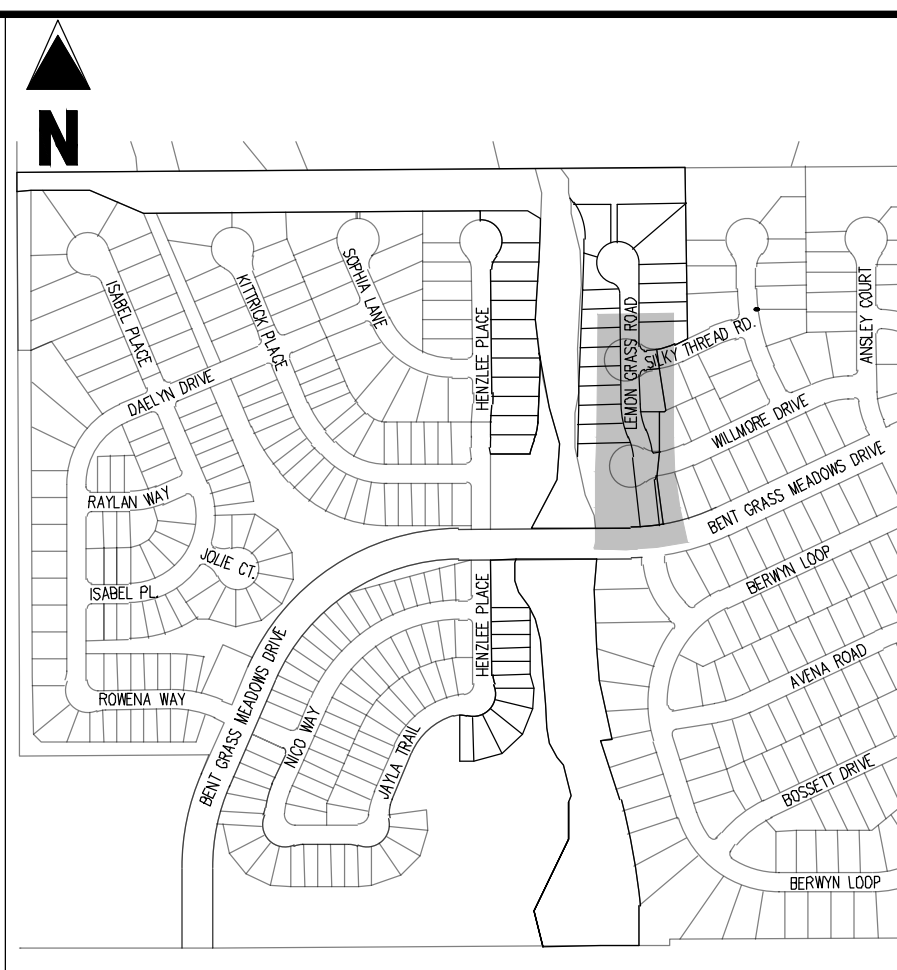 N
ISABEL PLACE
KITTRICK PLACE
SOPHIA LANE
HENZLEE PLACE
LEMON GRASS ROAD
SILKY THREAD RD.
ANSLEY COURT
DAELYN DRIVE
WILLMORE DRIVE
RAYLAN WAY
BENT GRASS MEADOWS DRIVE
JOLIE CT.
BERWYN LOOP
ISABEL PL.
HENZLEE PLACE
AVENA ROAD
ROWENA WAY
BENT GRASS MEADOWS DRIVE
NICO WAY
JAYLA TRAIL
BOSSETT DRIVE
BERWYN LOOP